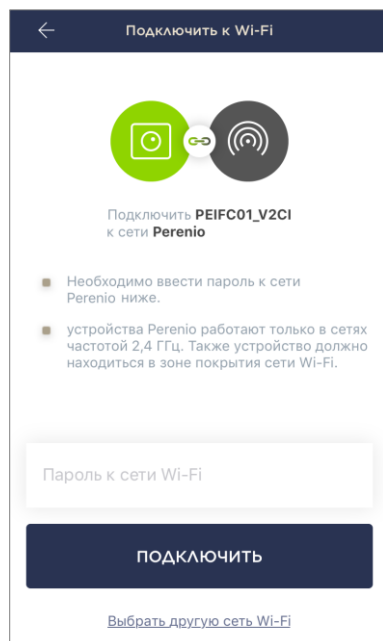 Подключить к Wi-Fi
Подключить PEIFC01_V2CI
к сети Perenio
Необходимо ввести пароль к сети
Perenio ниже.
устройства Perenio работают только в сетях
частотой 2,4 ГГц. Также устройство должно
находиться в зоне покрытия сети Wi-Fi.
Пароль к сети Wi-Fi
ПОДКЛЮЧИТЬ
Выбрать другую сеть Wi-Fi